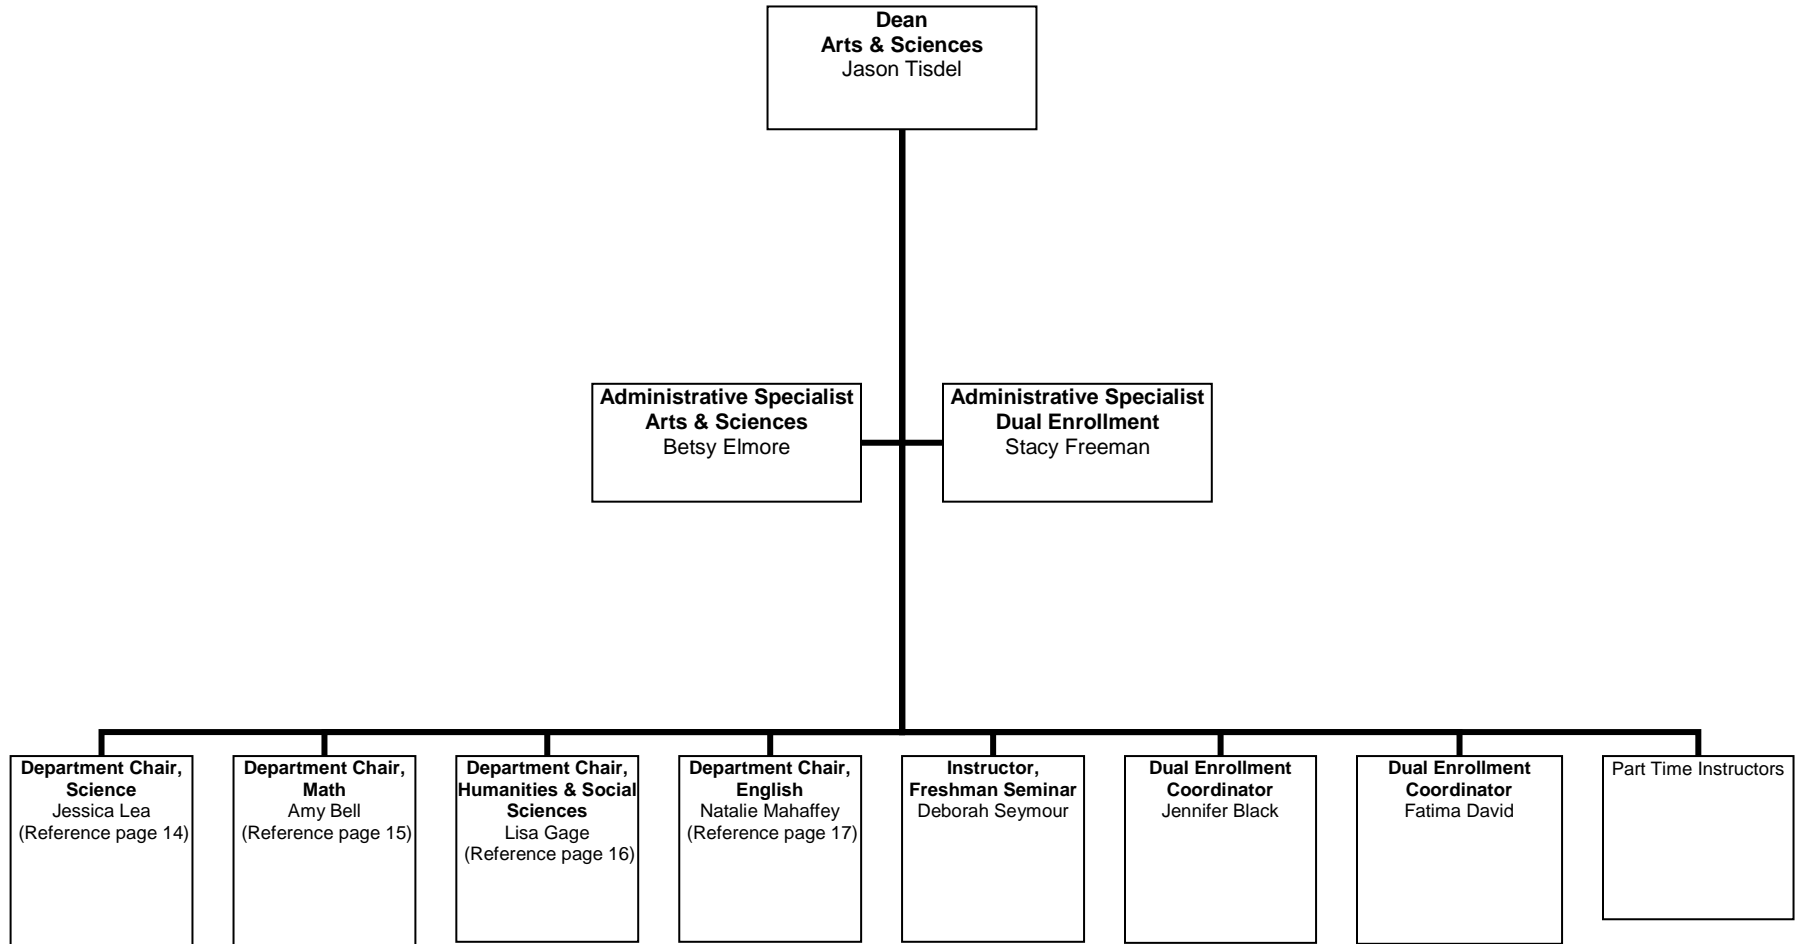 Dean
Arts & Sciences
Jason Tisdel
Administrative Specialist
Arts & Sciences
Betsy Elmore
Administrative Specialist
Dual Enrollment
Stacy Freeman
Department Chair,
Science
Jessica Lea
(Reference page 14)
Department Chair,
Math
Amy Bell
(Reference page 15)
Department Chair,
Humanities & Social
Sciences
Lisa Gage
(Reference page 16)
Department Chair,
English
Natalie Mahaffey
(Reference page 17)
Instructor,
Freshman Seminar
Deborah Seymour
Dual Enrollment
Coordinator
Jennifer Black
Dual Enrollment
Coordinator
Fatima David
Part Time Instructors